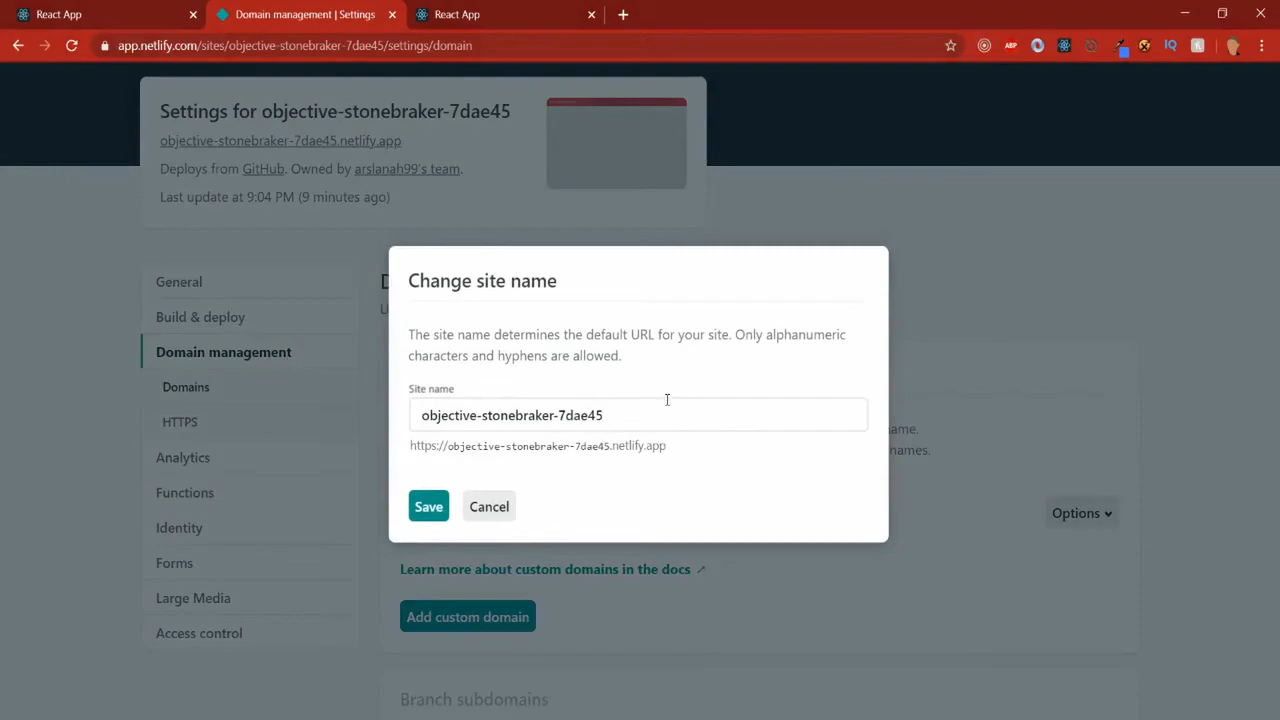 React App
Domain management | Settings
React App
app.netlify.com/sites/objective-stonebraker-7dae45/settings/domain
ABP
IQ
Settings for objective-stonebraker-7dae45
objective-stonebraker-7dae45.netlify.app
Deploys from GitHub. Owned by arslanah99's team.
Last update at 9:04 PM (9 minutes ago)
General
Build & deploy
Domain management
Domains
HTTPS
Analytics
Functions
Identity
Forms
Large Media
Access control
D
Change site name
The site name determines the default URL for your site. Only alphanumeric
characters and hyphens are allowed.
Site name
objective-stonebraker-7dae45
https://objective-stonebraker-7dae45.netlify.app
Save
Cancel
name.
names.
Options
Learn more about custom domains in the docs
Add custom domain
Branch subdomains